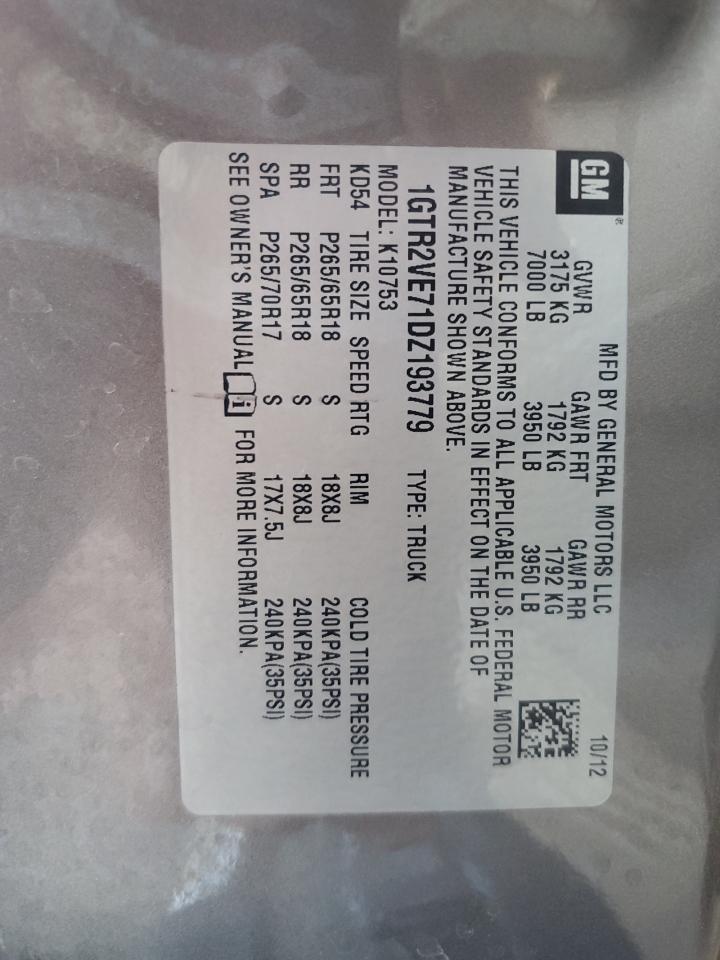 GM®
MFD BY GENERAL MOTORS LLC 10/12
GVWR GAWR FRT GAWR RR
3175 KG 1792 KG 1792 KG
7000 LB 3950 LB 3950 LB
THIS VEHICLE CONFORMS TO ALL APPLICABLE U.S. FEDERAL MOTOR
VEHICLE SAFETY STANDARDS IN EFFECT ON THE DATE OF
MANUFACTURE SHOWN ABOVE.
1GTR2VE71DZ193779 TYPE: TRUCK
MODEL: K10753
KD54 TIRE SIZE SPEED RTG RIM COLD TIRE PRESSURE
FRT P265/65R18 S 18X8J 240KPA(35PSI)
RR P265/65R18 S 18X8J 240KPA(35PSI)
SPA P265/70R17 S 17X7.5J 240KPA(35PSI)
SEE OWNER'S MANUAL i FOR MORE INFORMATION.